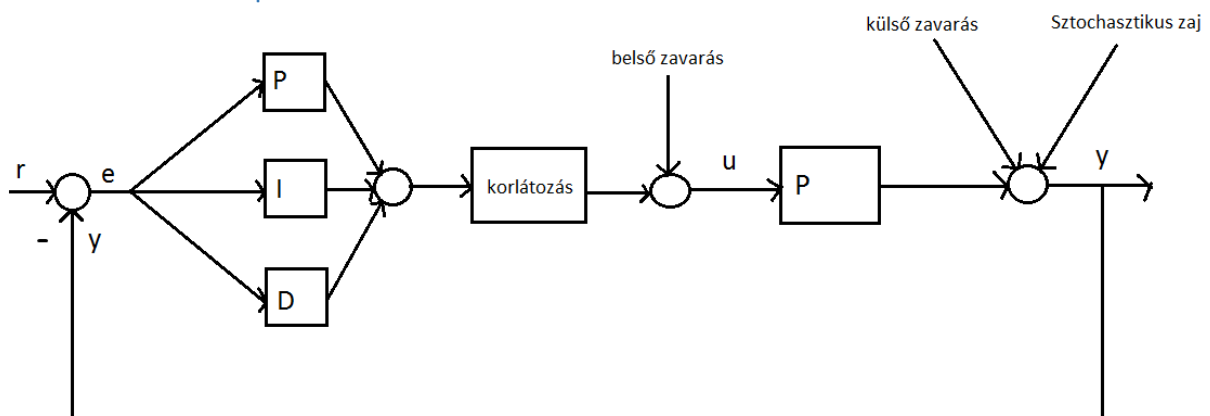 külső zavarás
Sztochasztikus zaj
belső zavarás
P
r
e
I
korlátozás
u
P
y
-
y
D